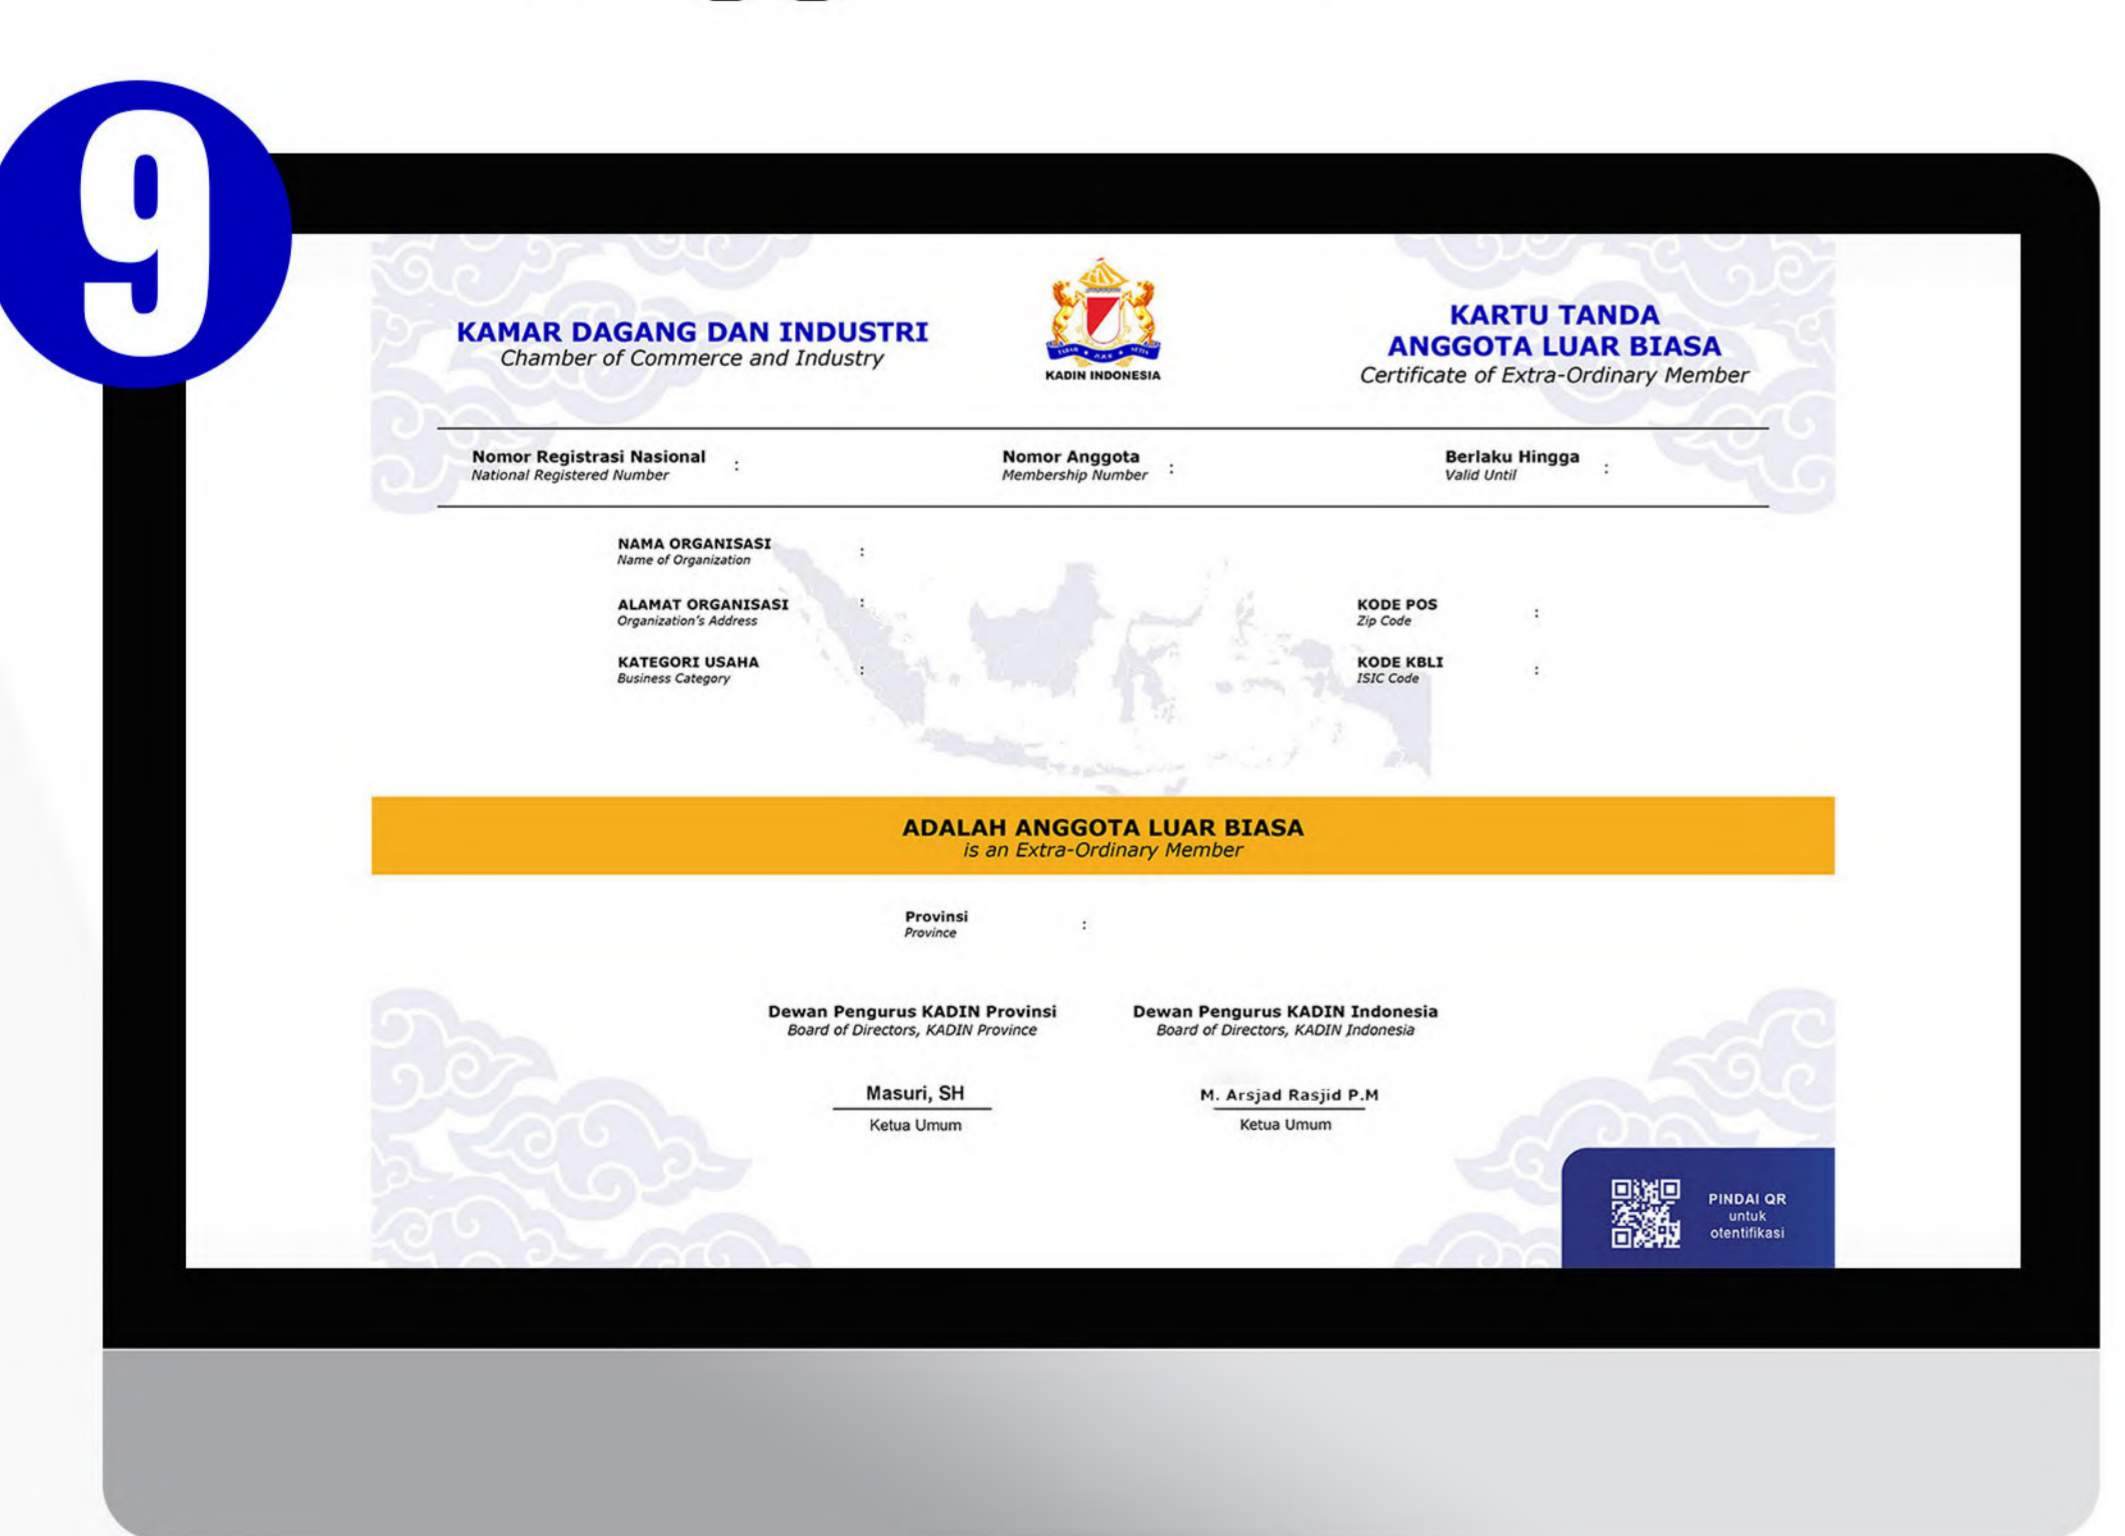 9
KAMAR DAGANG DAN INDUSTRI
Chamber of Commerce and Industry
KADIN INDONESIA
KARTU TANDA
ANGGOTA LUAR BIASA
Certificate of Extra-Ordinary Member
Nomor Registrasi Nasional :
National Registered Number
Nomor Anggota :
Membership Number
Berlaku Hingga :
Valid Until
NAMA ORGANISASI :
Name of Organization
ALAMAT ORGANISASI :
Organization's Address
KODE POS :
Zip Code
KATEGORI USAHA :
Business Category
KODE KBLI :
ISIC Code
ADALAH ANGGOTA LUAR BIASA
is an Extra-Ordinary Member
Provinsi :
Province
Dewan Pengurus KADIN Provinsi
Board of Directors, KADIN Province
Masuri, SH
Ketua Umum
Dewan Pengurus KADIN Indonesia
Board of Directors, KADIN Indonesia
M. Arsjad Rasjid P.M
Ketua Umum
PINDAI QR
untuk
otentifikasi